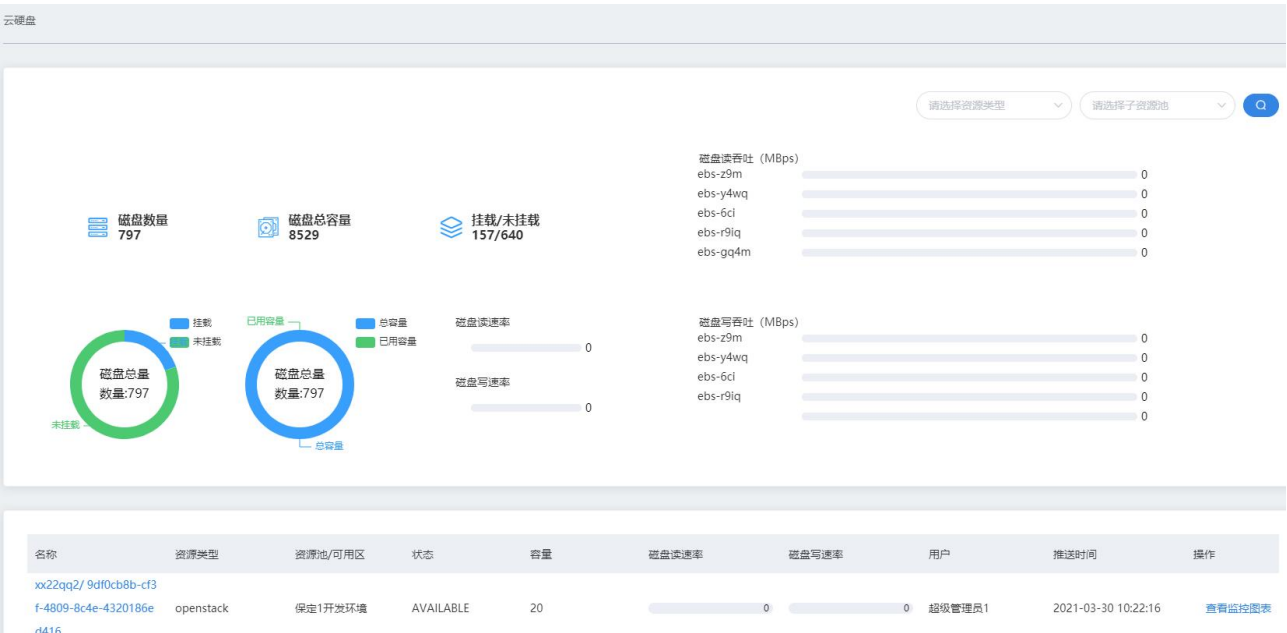 云硬盘
请选择资源类型
请选择子资源池
磁盘数量
797
磁盘总容量
8529
挂载/未挂载
157/640
磁盘读吞吐（MBps）
ebs-z9m 0
ebs-y4wq 0
ebs-6ci 0
ebs-r9iq 0
ebs-gq4m 0
挂载
未挂载
磁盘总量
数量:797
未挂载
已用容量
总容量
已用容量
磁盘总量
数量:797
总容量
磁盘读速率
0
磁盘写速率
0
磁盘写吞吐（MBps）
ebs-z9m 0
ebs-y4wq 0
ebs-6ci 0
ebs-r9iq 0
0
名称 资源类型 资源池/可用区 状态 容量 磁盘读速率 磁盘写速率 用户 推送时间 操作
xx22qq2/ 9df0cb8b-cf3
f-4809-8c4e-4320186e openstack 保定1开发环境 AVAILABLE 20 0 0 超级管理员1 2021-03-30 10:22:16 查看监控图表
d416